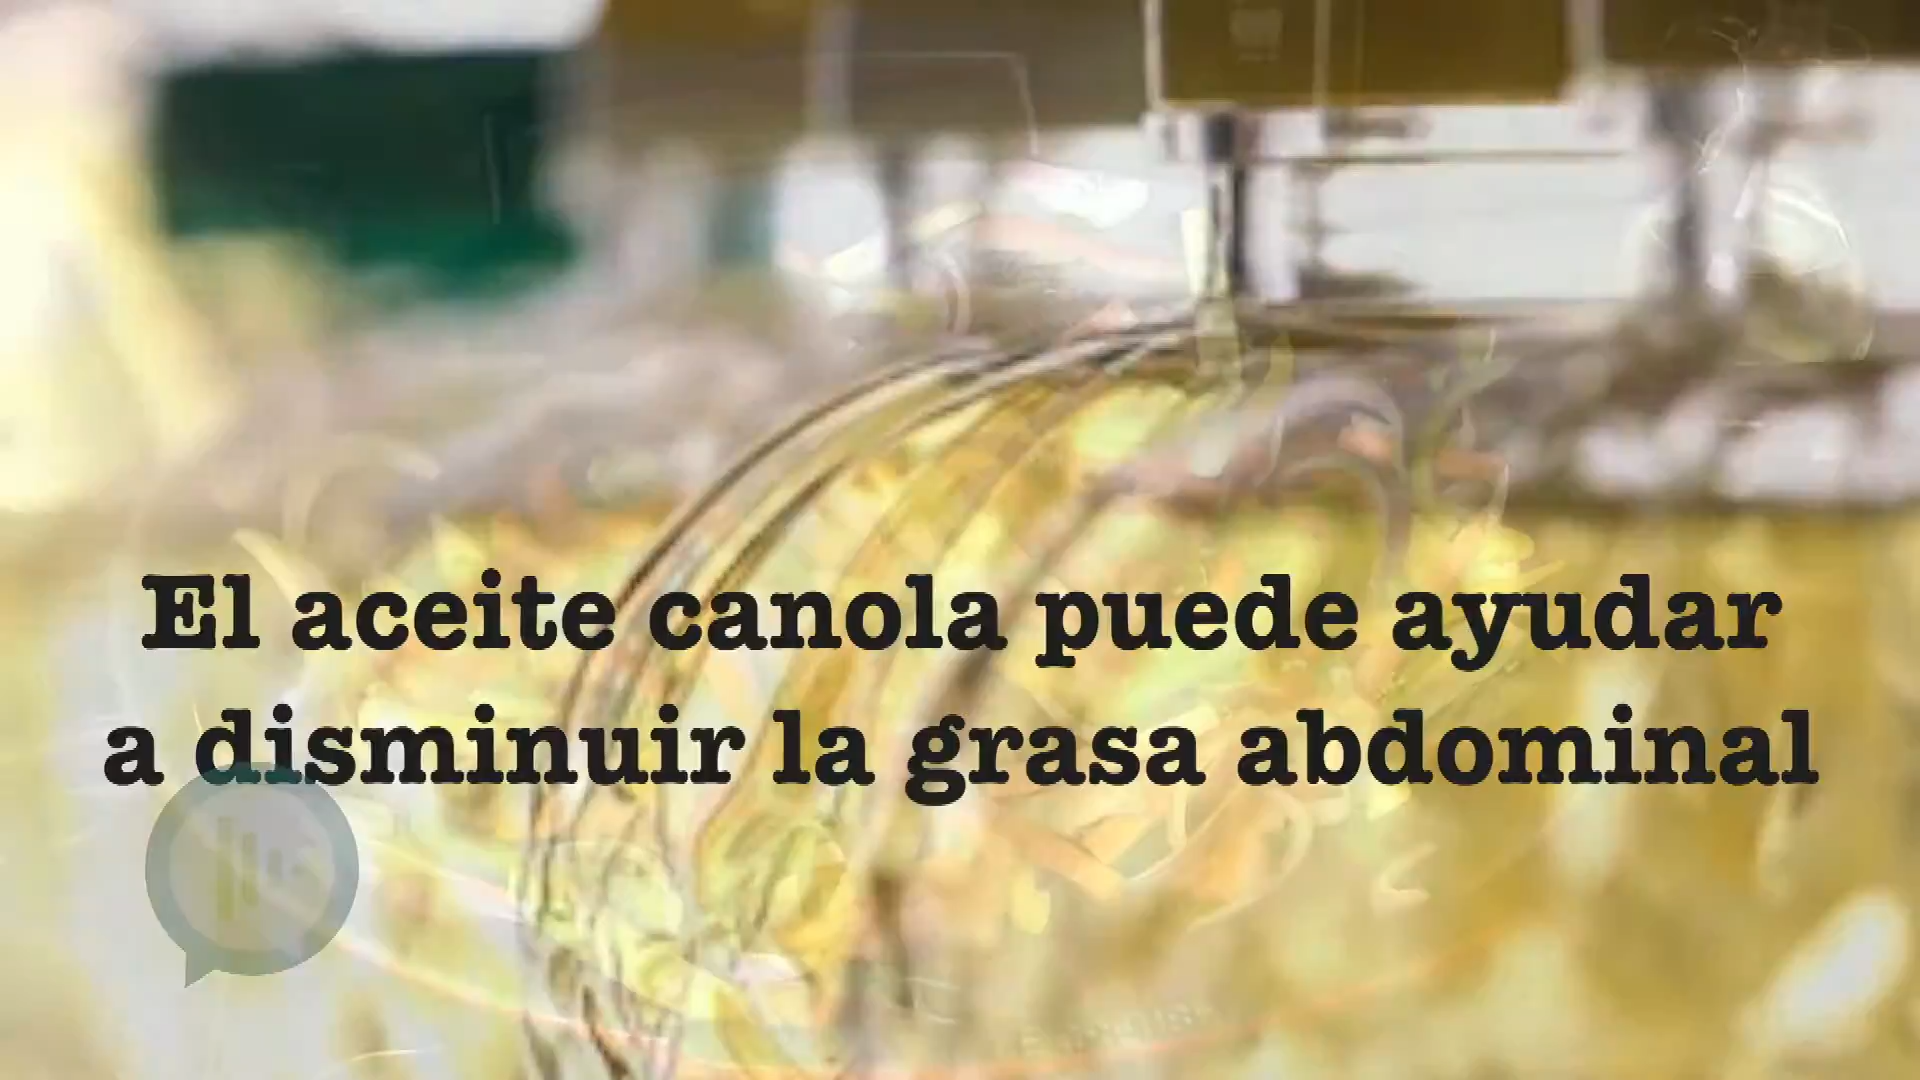 El aceite canola puede ayudar
a disminuir la grasa abdominal